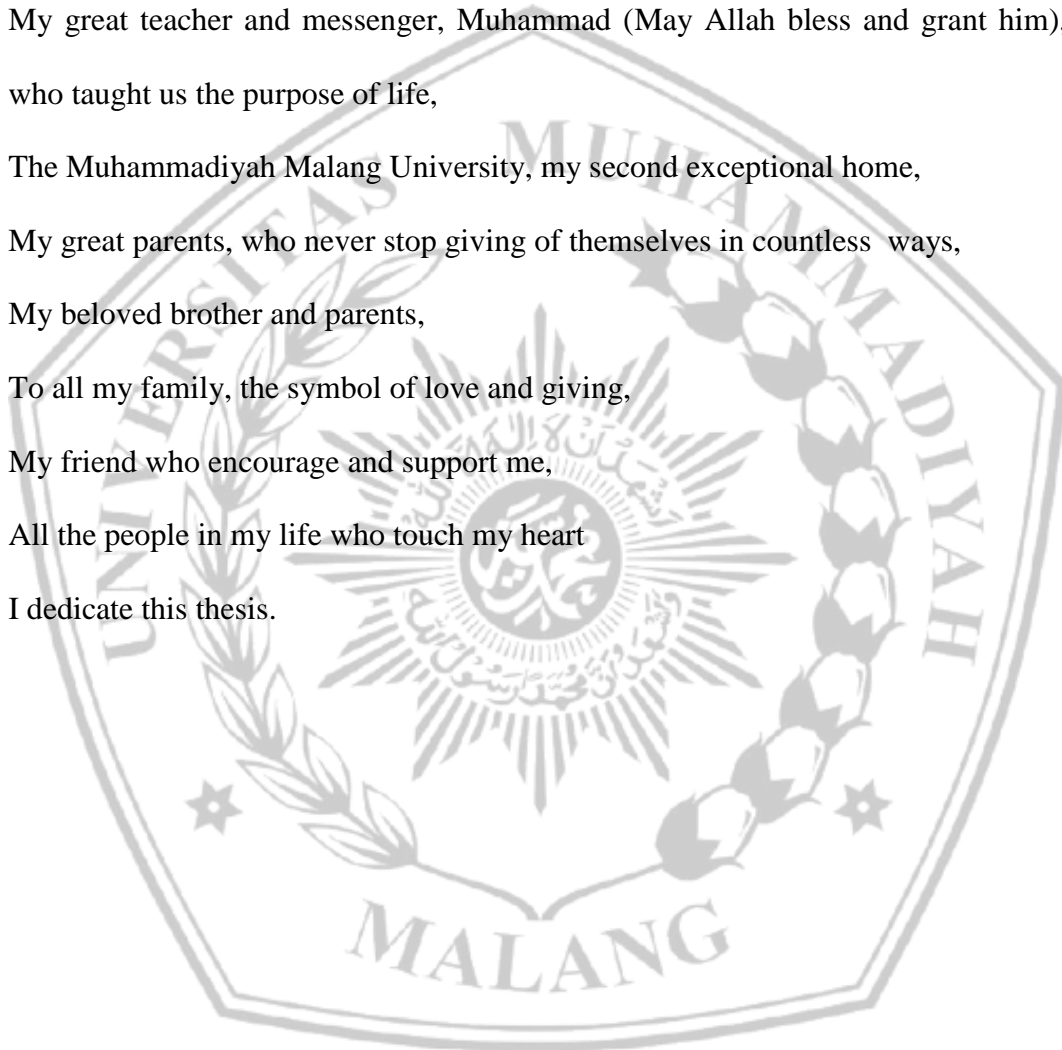 My great teacher and messenger, Muhammad (May Allah bless and grant him),
who taught us the purpose of life,
The Muhammadiyah Malang University, my second exceptional home,
My great parents, who never stop giving of themselves in countless ways,
My beloved brother and parents,
To all my family, the symbol of love and giving,
My friend who encourage and support me,
All the people in my life who touch my heart
I dedicate this thesis.
UNIVERSITAS MUHAMMADIYAH
MALANG